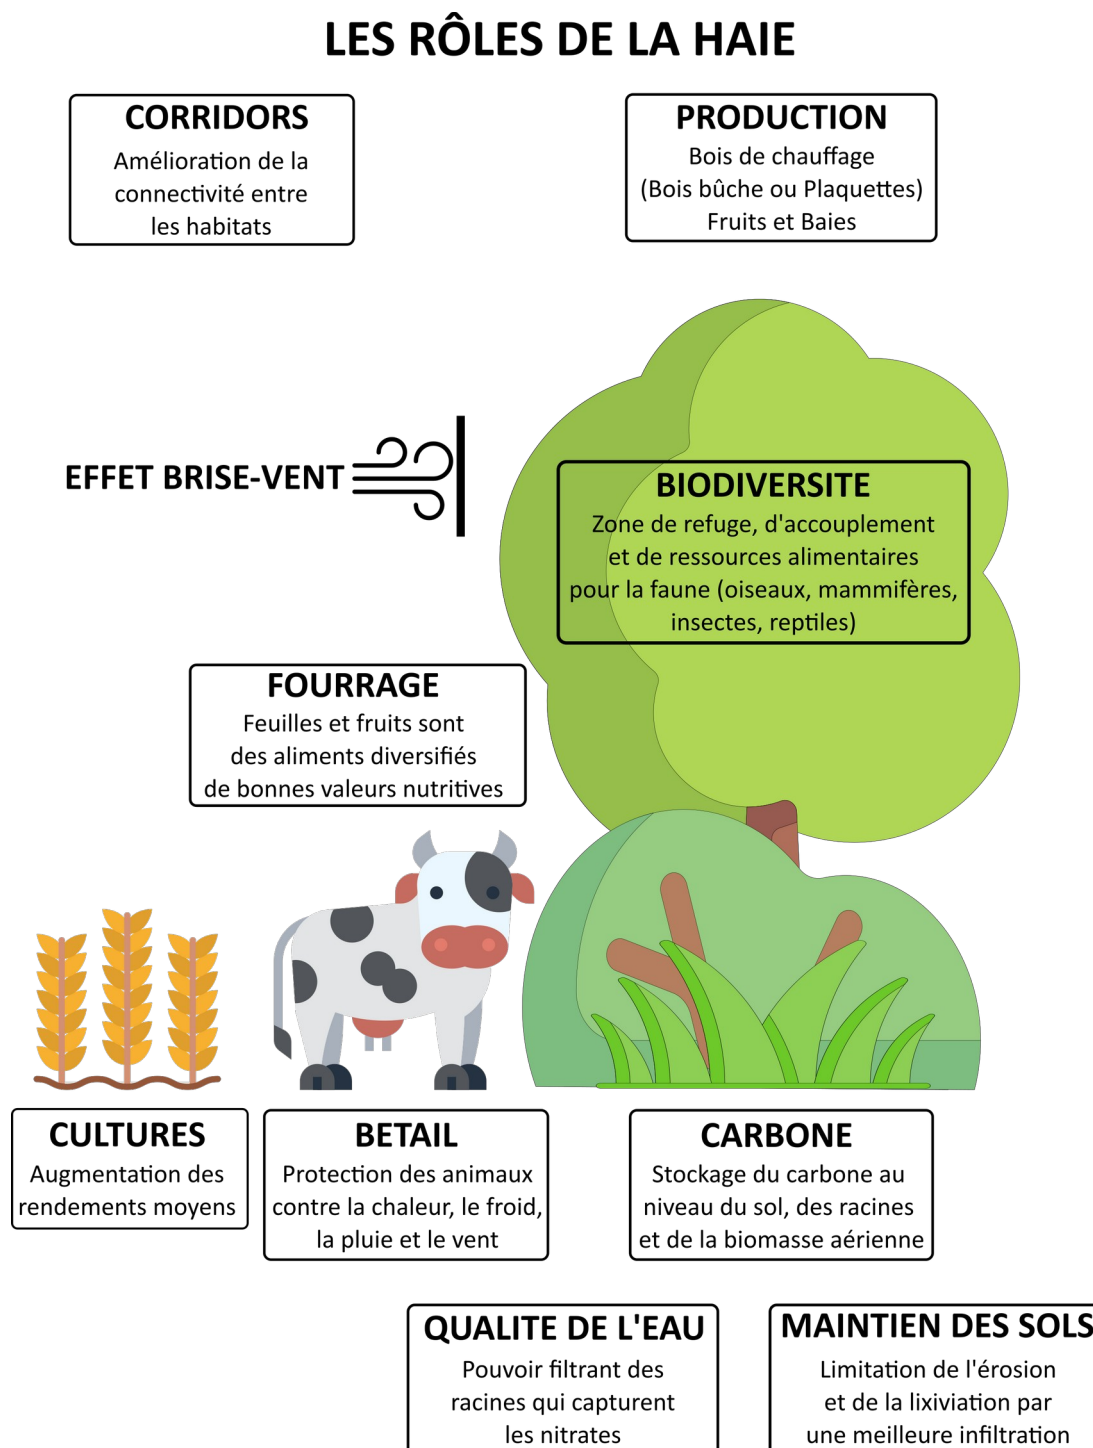 LES RÔLES DE LA HAIE
CORRIDORS
Amélioration de la
connectivité entre
les habitats
PRODUCTION
Bois de chauffage
(Bois bûche ou Plaquettes)
Fruits et Baies
EFFET BRISE-VENT
BIODIVERSITE
Zone de refuge, d'accouplement
et de ressources alimentaires
pour la faune (oiseaux, mammifères,
insectes, reptiles)
FOURRAGE
Feuilles et fruits sont
des aliments diversifiés
de bonnes valeurs nutritives
CULTURES
Augmentation des
rendements moyens
BETAIL
Protection des animaux
contre la chaleur, le froid,
la pluie et le vent
CARBONE
Stockage du carbone au
niveau du sol, des racines
et de la biomasse aérienne
QUALITE DE L'EAU
Pouvoir filtrant des
racines qui capturent
les nitrates
MAINTIEN DES SOLS
Limitation de l'érosion
et de la lixiviation par
une meilleure infiltration